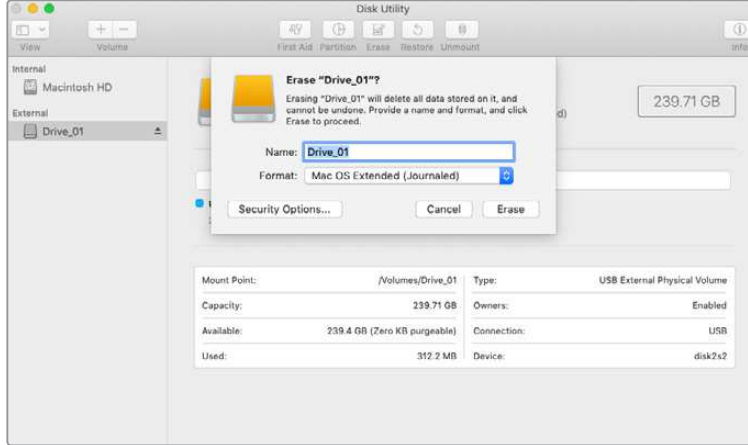 Disk Utility
View
Volume
First Aid Partition Erase Restore Unmount
Info
Internal
Macintosh HD
External
Drive_01
Erase "Drive_01"?
Erasing "Drive_01" will delete all data stored on it, and
cannot be undone. Provide a name and format, and click
Erase to proceed.
d)
239.71 GB
Name: Drive_01
Format: Mac OS Extended (Journaled)
Security Options... Cancel Erase
Mount Point: /Volumes/Drive_01 Type: USB External Physical Volume
Capacity: 239.71 GB Owners: Enabled
Available: 239.4 GB (Zero KB purgeable) Connection: USB
Used: 312.2 MB Device: disk2s2